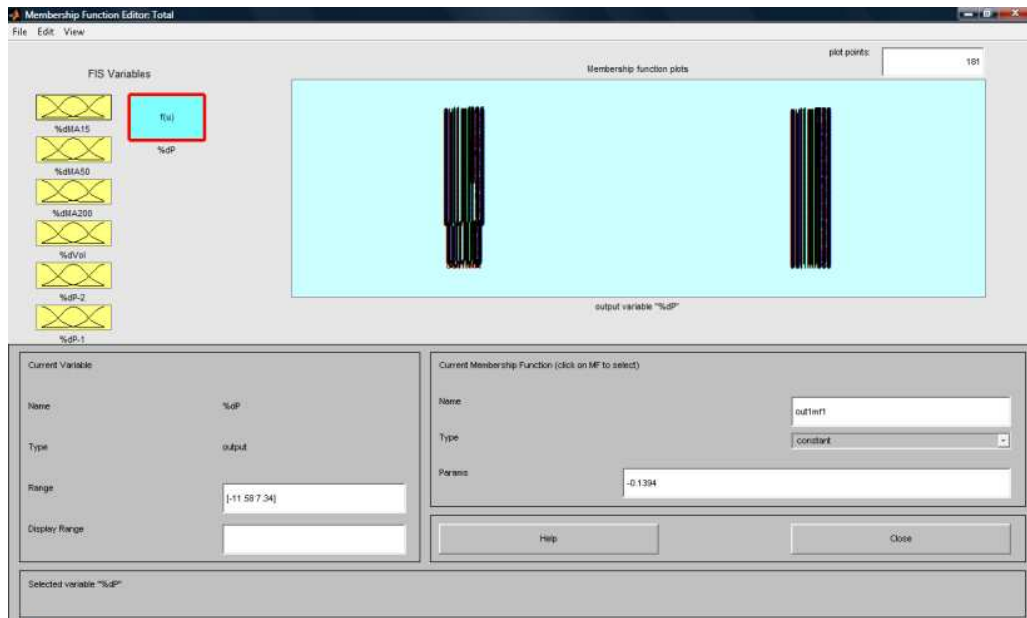 Membership Function Editor: Total
File Edit View
FIS Variables
%dMA15
%dMA50
%dMA200
%dVol
%dP-2
%dP-1
f(u)
%dP
Membership function plots
plot points:
181
output variable "%dP"
Current Variable
Name %dP
Type output
Range [-11.58 7.34]
Display Range
Current Membership Function (click on MF to select)
Name out1mf1
Type constant
Params -0.1394
Help Close
Selected variable "%dP"